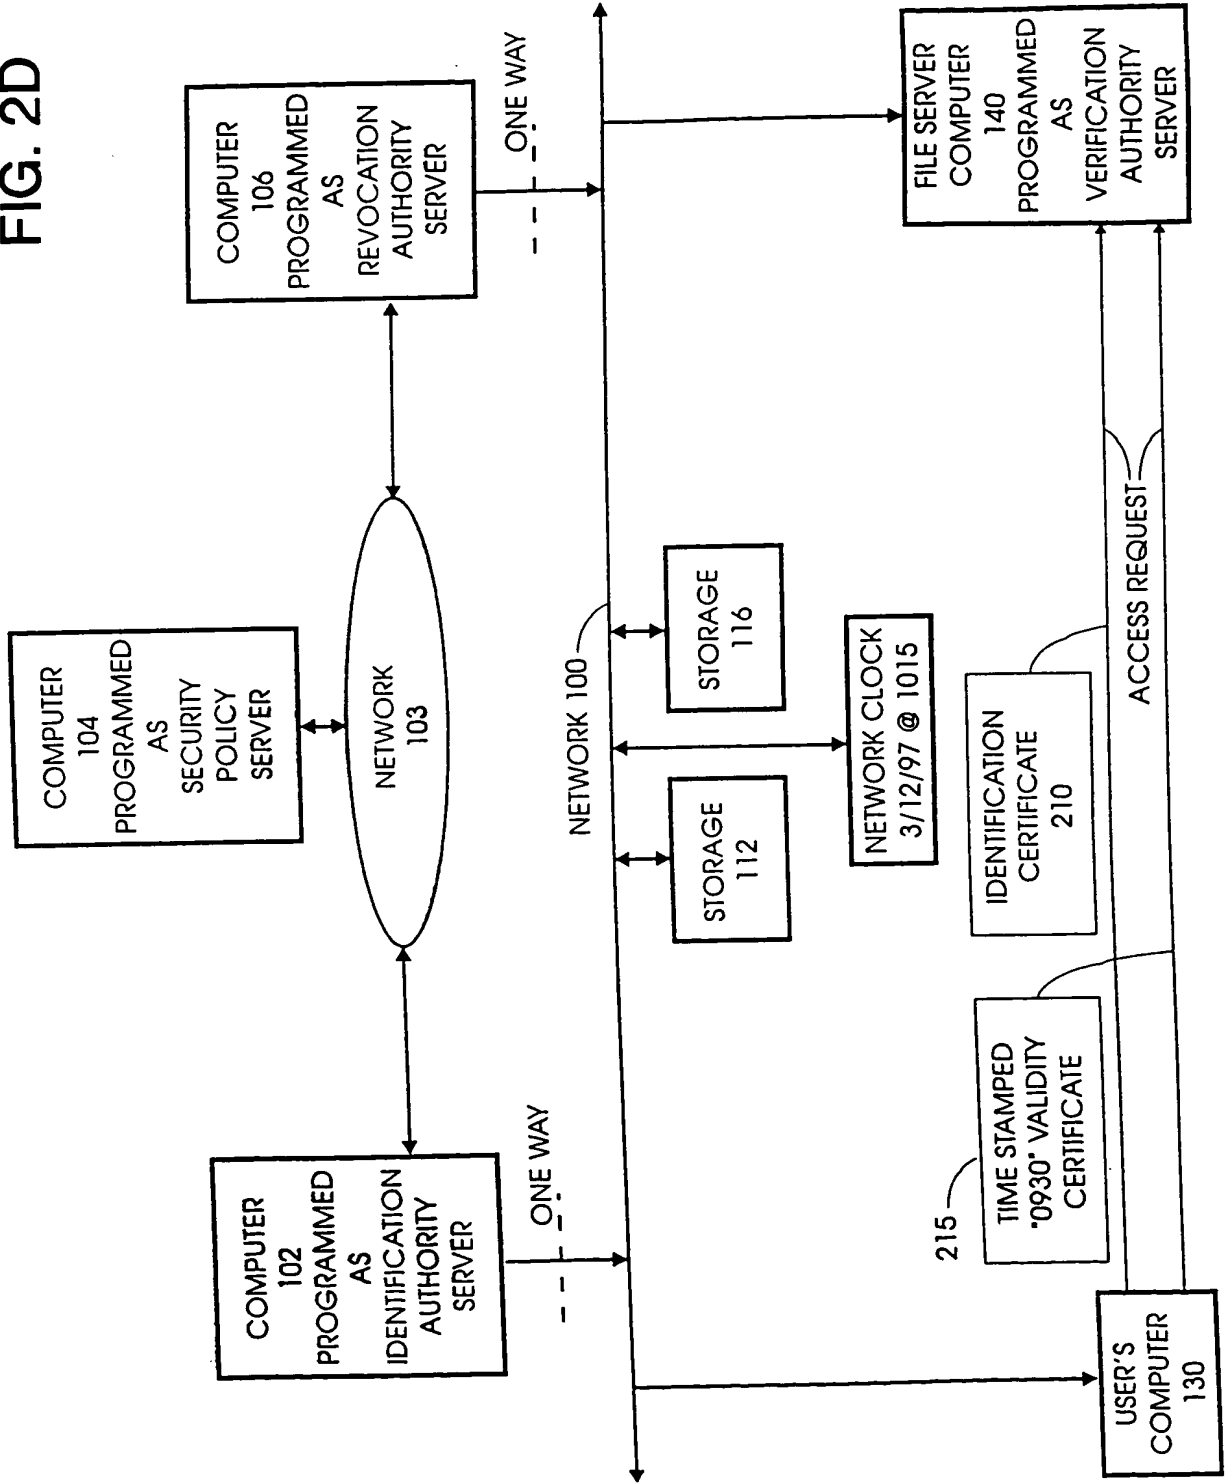 FIG. 2D
COMPUTER
104
PROGRAMMED
AS
SECURITY
POLICY
SERVER
COMPUTER
102
PROGRAMMED
AS
IDENTIFICATION
AUTHORITY
SERVER
NETWORK
103
COMPUTER
106
PROGRAMMED
AS
REVOCATION
AUTHORITY
SERVER
ONE WAY
ONE WAY
NETWORK 100
STORAGE
112
STORAGE
116
NETWORK CLOCK
3/12/97 @ 1015
215
TIME STAMPED
"0930" VALIDITY
CERTIFICATE
IDENTIFICATION
CERTIFICATE
210
ACCESS REQUEST
USER'S
COMPUTER
130
FILE SERVER
COMPUTER
140
PROGRAMMED
AS
VERIFICATION
AUTHORITY
SERVER